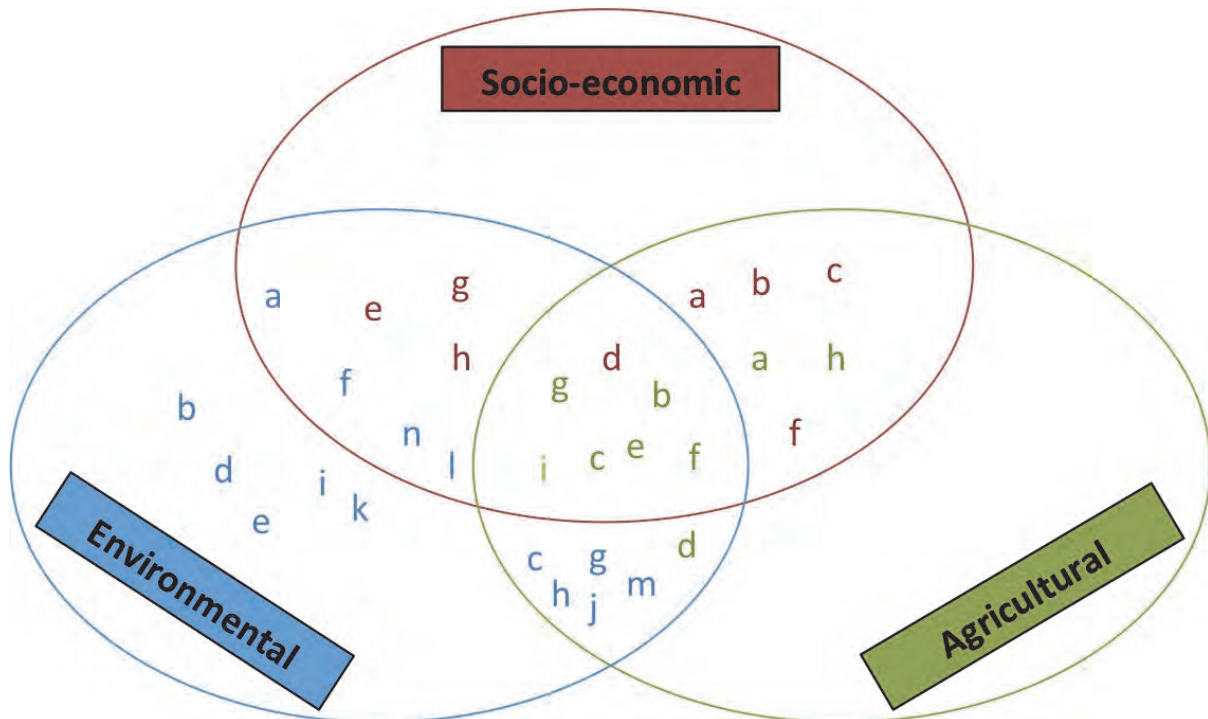 Socio-economic
a
e
g
a
b
c
h
f
d
g
b
a
h
b
n
l
i
c
e
f
f
d
i
e
k
c
g
d
h
j
m
Environmental
Agricultural